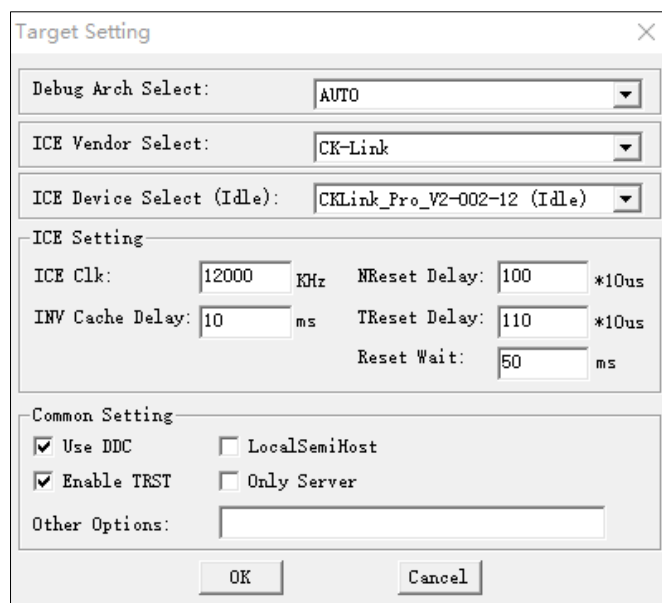 Target Setting
Debug Arch Select: AUTO
ICE Vendor Select: CK-Link
ICE Device Select (Idle): CKLink_Pro_V2-002-12 (Idle)
ICE Setting
ICE Clk: 12000 KHz NReset Delay: 100 *10us
INV Cache Delay: 10 ms TReset Delay: 110 *10us
Reset Wait: 50 ms
Common Setting
Use DDC LocalSemiHost
Enable TRST Only Server
Other Options:
OK Cancel